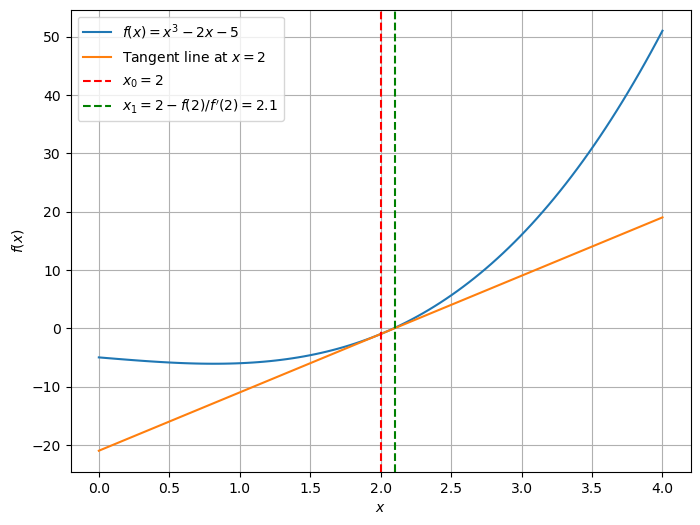 f(x) = x³ − 2x − 5
Tangent line at x = 2
x₀ = 2
x₁ = 2 − f(2)/f′(2) = 2.1
50
40
30
20
10
0
−10
−20
f(x)
0.0 0.5 1.0 1.5 2.0 2.5 3.0 3.5 4.0
x